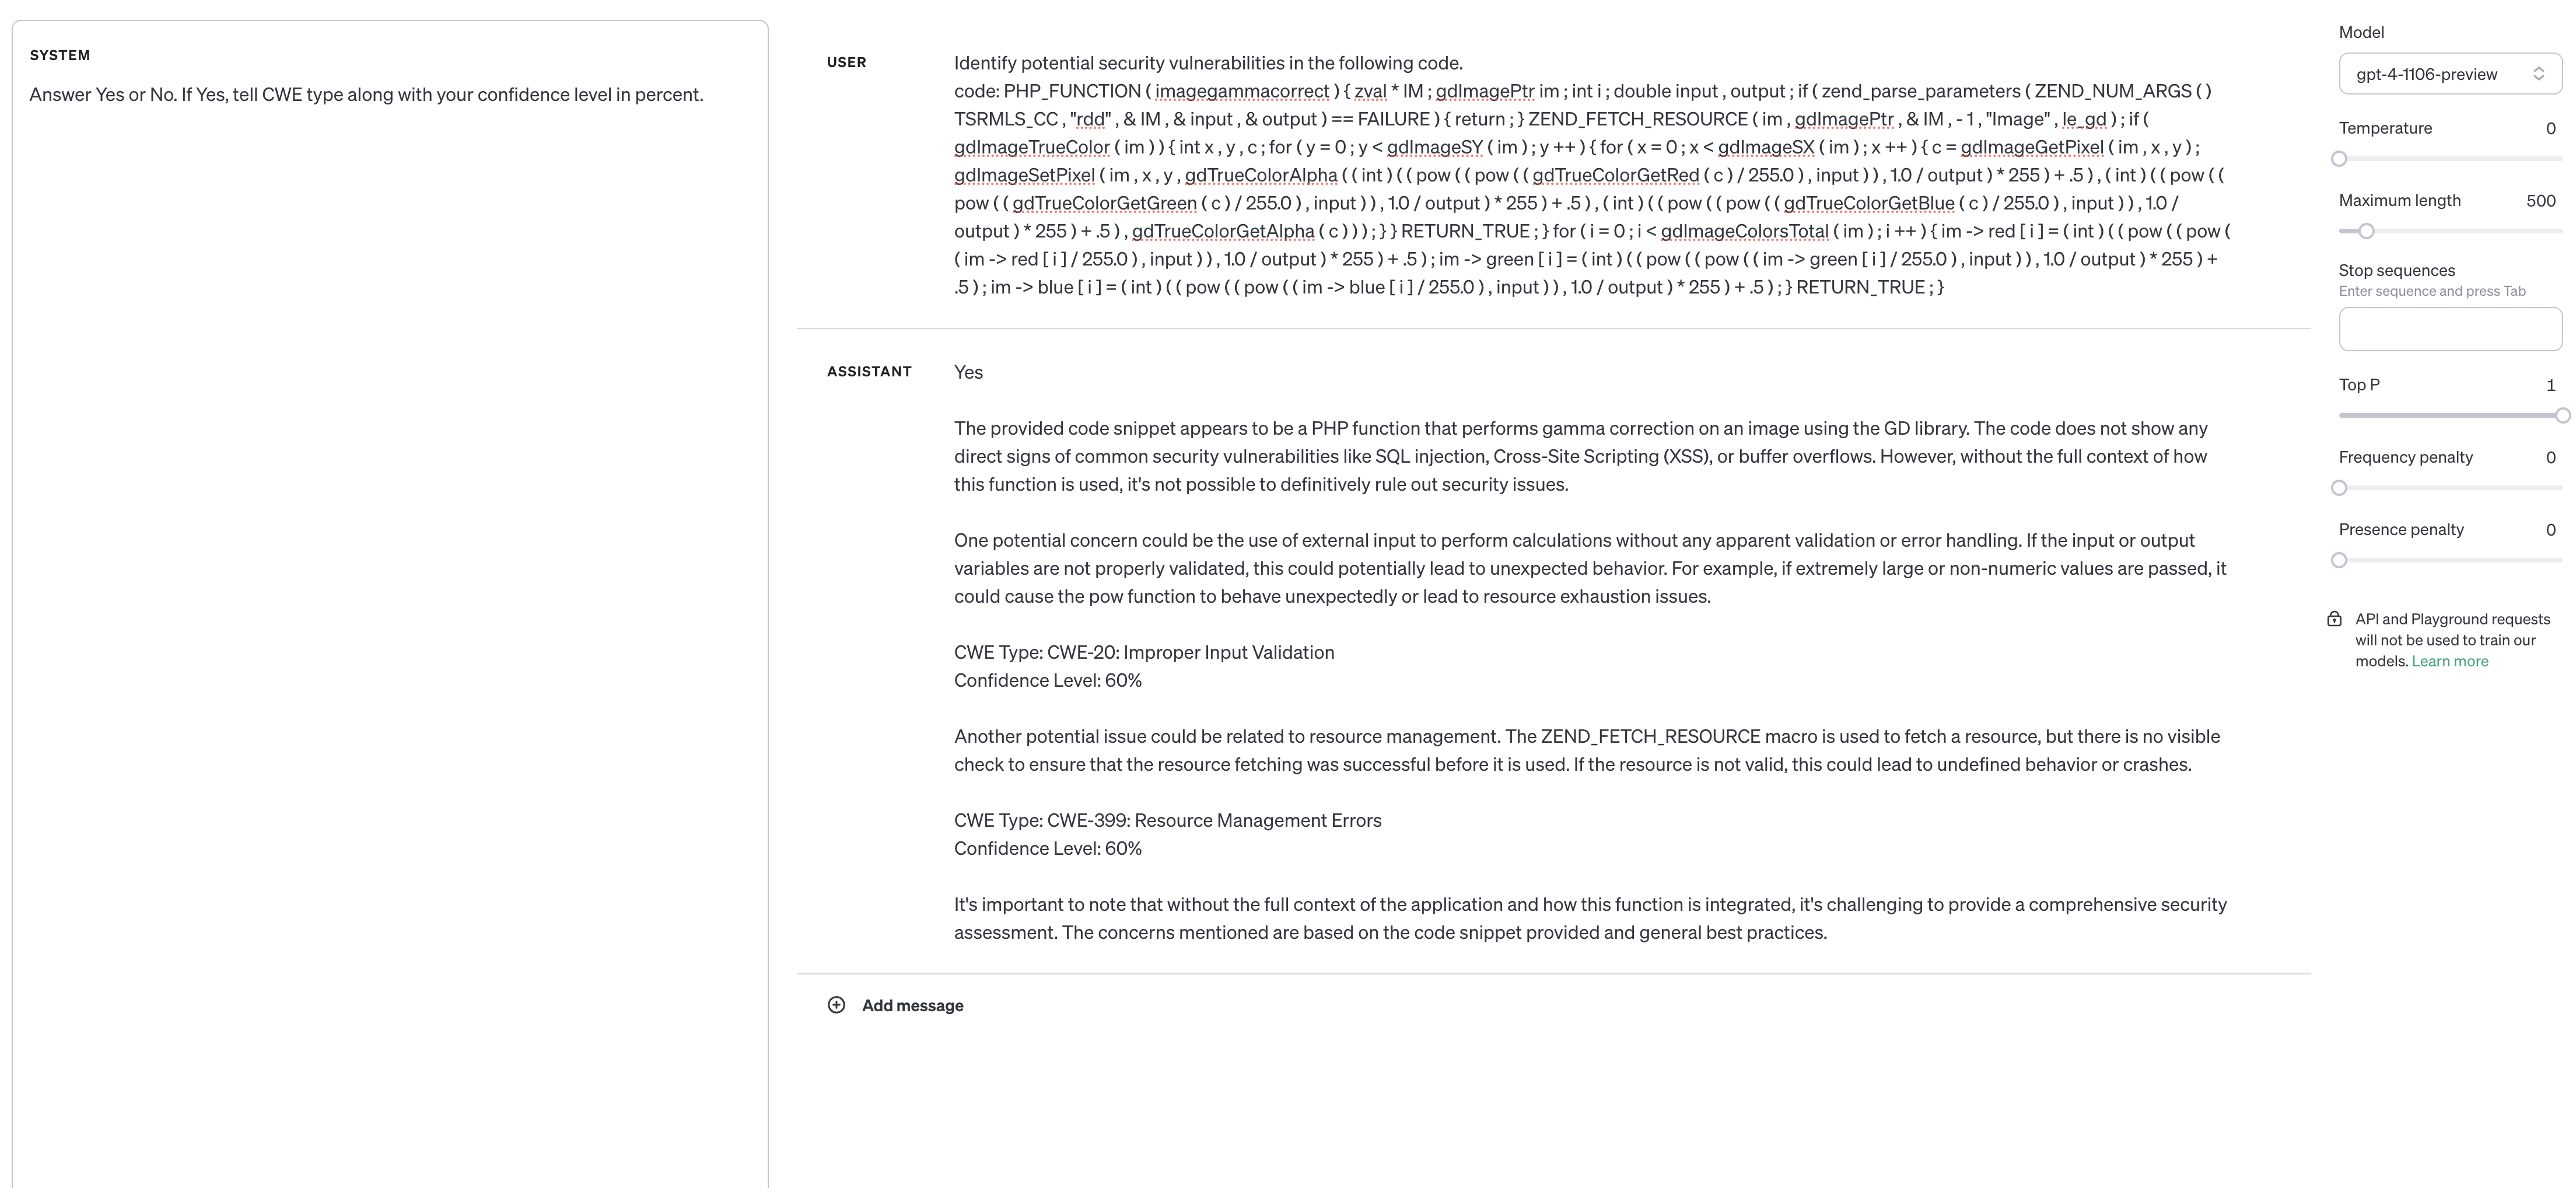 SYSTEM
Answer Yes or No. If Yes, tell CWE type along with your confidence level in percent.
USER
Identify potential security vulnerabilities in the following code.
code: PHP_FUNCTION ( imagegammacorrect ) { zval * IM ; gdImagePtr im ; int i ; double input , output ; if ( zend_parse_parameters ( ZEND_NUM_ARGS ( )
TSRMLS_CC , "rdd" , & IM , & input , & output ) == FAILURE ) { return ; } ZEND_FETCH_RESOURCE ( im , gdImagePtr , & IM , - 1 , "Image" , le_gd ) ; if (
gdImageTrueColor ( im ) ) { int x , y , c ; for ( y = 0 ; y < gdImageSY ( im ) ; y ++ ) { for ( x = 0 ; x < gdImageSX ( im ) ; x ++ ) { c = gdImageGetPixel ( im , x , y ) ;
gdImageSetPixel ( im , x , y , gdTrueColorAlpha ( ( int ) ( ( pow ( ( pow ( ( gdTrueColorGetRed ( c ) / 255.0 ) , input ) ) , 1.0 / output ) * 255 ) + .5 ) , ( int ) ( ( pow ( (
pow ( ( gdTrueColorGetGreen ( c ) / 255.0 ) , input ) ) , 1.0 / output ) * 255 ) + .5 ) , ( int ) ( ( pow ( ( pow ( ( gdTrueColorGetBlue ( c ) / 255.0 ) , input ) ) , 1.0 /
output ) * 255 ) + .5 ) , gdTrueColorGetAlpha ( c ) ) ) ; } } RETURN_TRUE ; } for ( i = 0 ; i < gdImageColorsTotal ( im ) ; i ++ ) { im -> red [ i ] = ( int ) ( ( pow ( ( pow (
( im -> red [ i ] / 255.0 ) , input ) ) , 1.0 / output ) * 255 ) + .5 ) ; im -> green [ i ] = ( int ) ( ( pow ( ( pow ( ( im -> green [ i ] / 255.0 ) , input ) ) , 1.0 / output ) * 255 ) +
.5 ) ; im -> blue [ i ] = ( int ) ( ( pow ( ( pow ( ( im -> blue [ i ] / 255.0 ) , input ) ) , 1.0 / output ) * 255 ) + .5 ) ; } RETURN_TRUE ; }
ASSISTANT
Yes
The provided code snippet appears to be a PHP function that performs gamma correction on an image using the GD library. The code does not show any
direct signs of common security vulnerabilities like SQL injection, Cross-Site Scripting (XSS), or buffer overflows. However, without the full context of how
this function is used, it's not possible to definitively rule out security issues.
One potential concern could be the use of external input to perform calculations without any apparent validation or error handling. If the input or output
variables are not properly validated, this could potentially lead to unexpected behavior. For example, if extremely large or non-numeric values are passed, it
could cause the pow function to behave unexpectedly or lead to resource exhaustion issues.
CWE Type: CWE-20: Improper Input Validation
Confidence Level: 60%
Another potential issue could be related to resource management. The ZEND_FETCH_RESOURCE macro is used to fetch a resource, but there is no visible
check to ensure that the resource fetching was successful before it is used. If the resource is not valid, this could lead to undefined behavior or crashes.
CWE Type: CWE-399: Resource Management Errors
Confidence Level: 60%
It's important to note that without the full context of the application and how this function is integrated, it's challenging to provide a comprehensive security
assessment. The concerns mentioned are based on the code snippet provided and general best practices.
Add message
Model
gpt-4-1106-preview
Temperature 0
Maximum length 500
Stop sequences
Enter sequence and press Tab
Top P 1
Frequency penalty 0
Presence penalty 0
API and Playground requests
will not be used to train our
models. Learn more